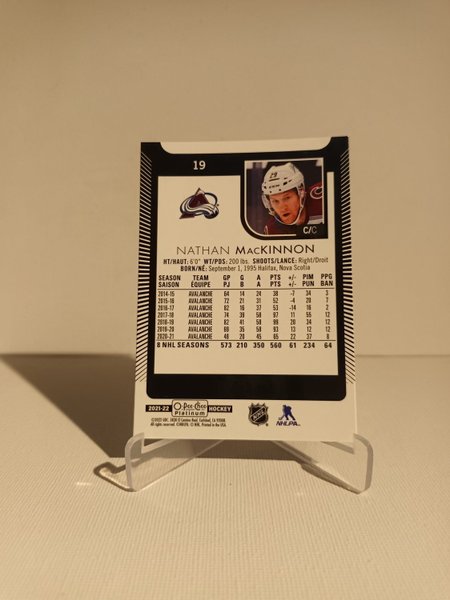 19
C/C
NATHAN MACKINNON
HT/HAUT: 6'0" WT/PDS: 200 lbs. SHOOTS/LANCE: Right/Droit
BORN/NÉ: September 1, 1995 Halifax, Nova Scotia
SEASON TEAM GP G A PTS +/- PIM PPG
SAISON ÉQUIPE PJ B A PTS +/- PUN BAN
2014-15 AVALANCHE 64 14 24 38 -7 34 3
2015-16 AVALANCHE 72 21 31 52 -4 20 7
2016-17 AVALANCHE 82 16 37 53 -14 16 2
2017-18 AVALANCHE 74 39 58 97 11 55 12
2018-19 AVALANCHE 82 41 58 99 20 34 12
2019-20 AVALANCHE 69 35 58 93 13 12 12
2020-21 AVALANCHE 48 20 45 65 22 37 8
8 NHL SEASONS 573 210 350 560 61 234 64
2021-22 O-Pee-Chee Platinum HOCKEY
NHL
NHLPA